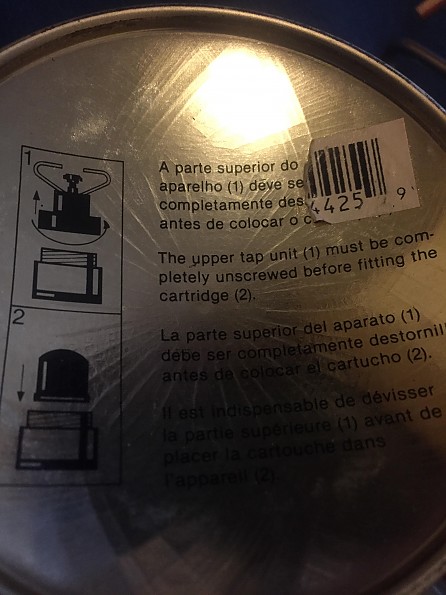 1
A parte superior do
aparelho (1) deve se
completamente des
antes de colocar o c
4425 9
The upper tap unit (1) must be com-
pletely unscrewed before fitting the
cartridge (2).
2
La parte superior del aparato (1)
débe ser completamente destornil
antes de colocar el cartucho (2).
Il est indispensable de dévisser
la partie supérieure (1) avant de
placer la cartouche dans
l'appareil (2).